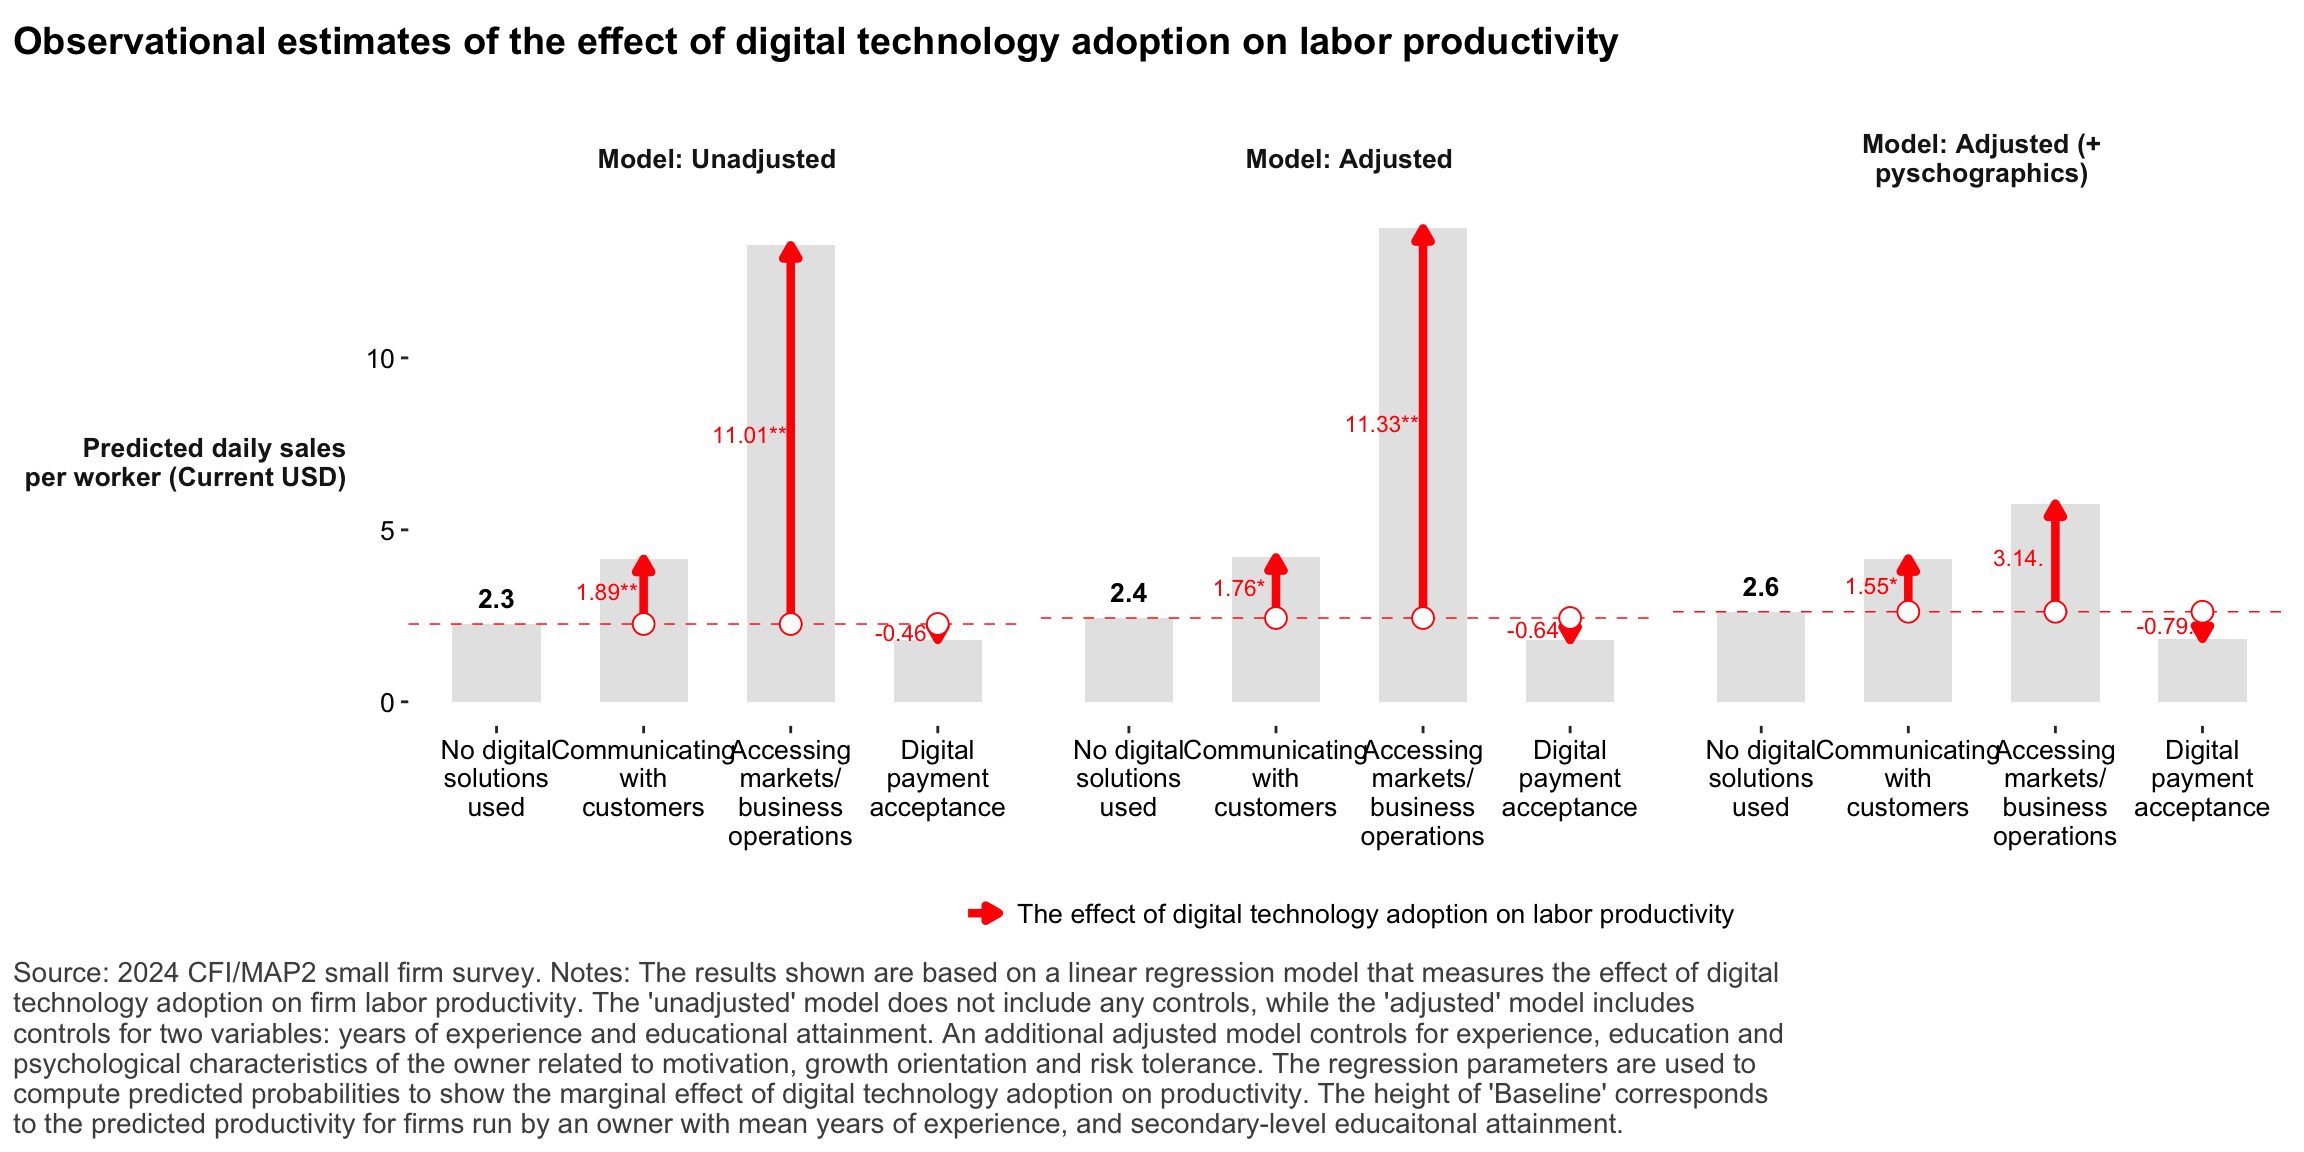 Observational estimates of the effect of digital technology adoption on labor productivity
Model: Unadjusted
Model: Adjusted
Model: Adjusted (+
pyschographics)
Predicted daily sales
per worker (Current USD)
10
5
0
2.3
1.89**
11.01**
-0.46
2.4
1.76*
11.33**
-0.64
2.6
1.55*
3.14.
-0.79.
No digital
solutions
used
Communicating
with
customers
Accessing
markets/
business
operations
Digital
payment
acceptance
No digital
solutions
used
Communicating
with
customers
Accessing
markets/
business
operations
Digital
payment
acceptance
No digital
solutions
used
Communicating
with
customers
Accessing
markets/
business
operations
Digital
payment
acceptance
The effect of digital technology adoption on labor productivity
Source: 2024 CFI/MAP2 small firm survey. Notes: The results shown are based on a linear regression model that measures the effect of digital
technology adoption on firm labor productivity. The 'unadjusted' model does not include any controls, while the 'adjusted' model includes
controls for two variables: years of experience and educational attainment. An additional adjusted model controls for experience, education and
psychological characteristics of the owner related to motivation, growth orientation and risk tolerance. The regression parameters are used to
compute predicted probabilities to show the marginal effect of digital technology adoption on productivity. The height of 'Baseline' corresponds
to the predicted productivity for firms run by an owner with mean years of experience, and secondary-level educaitonal attainment.